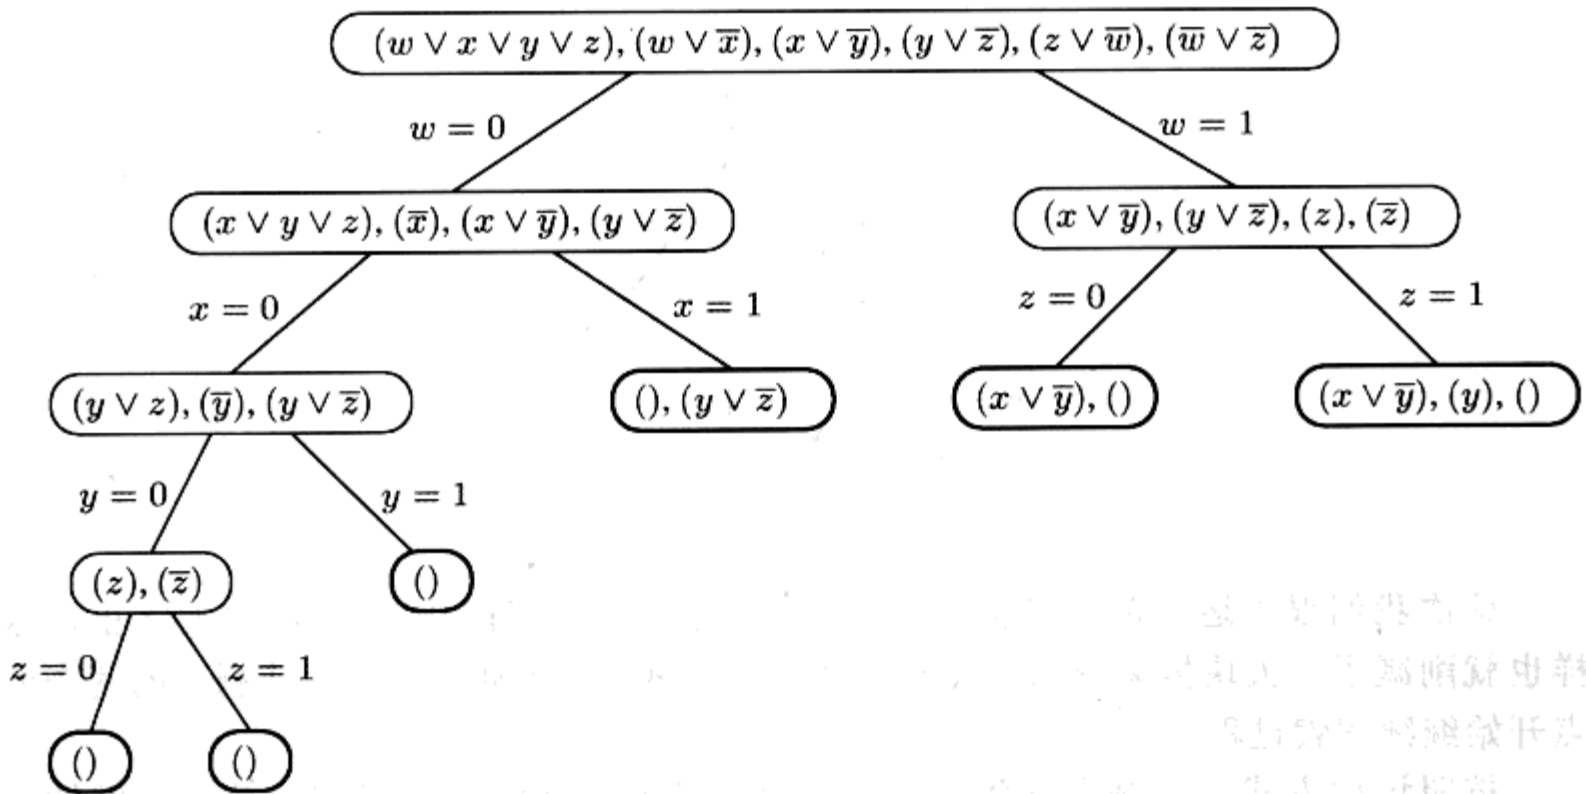 (w ∨ x ∨ y ∨ z), (w ∨ x̅), (x ∨ y̅), (y ∨ z̅), (z ∨ w̅), (w̅ ∨ z̅)
w = 0
w = 1
(x ∨ y ∨ z), (x̅), (x ∨ y̅), (y ∨ z̅)
(x ∨ y̅), (y ∨ z̅), (z), (z̅)
x = 0
x = 1
z = 0
z = 1
(y ∨ z), (y̅), (y ∨ z̅)
(), (y ∨ z̅)
(x ∨ y̅), ()
(x ∨ y̅), (y), ()
y = 0
y = 1
(z), (z̅)
()
z = 0
z = 1
()
()